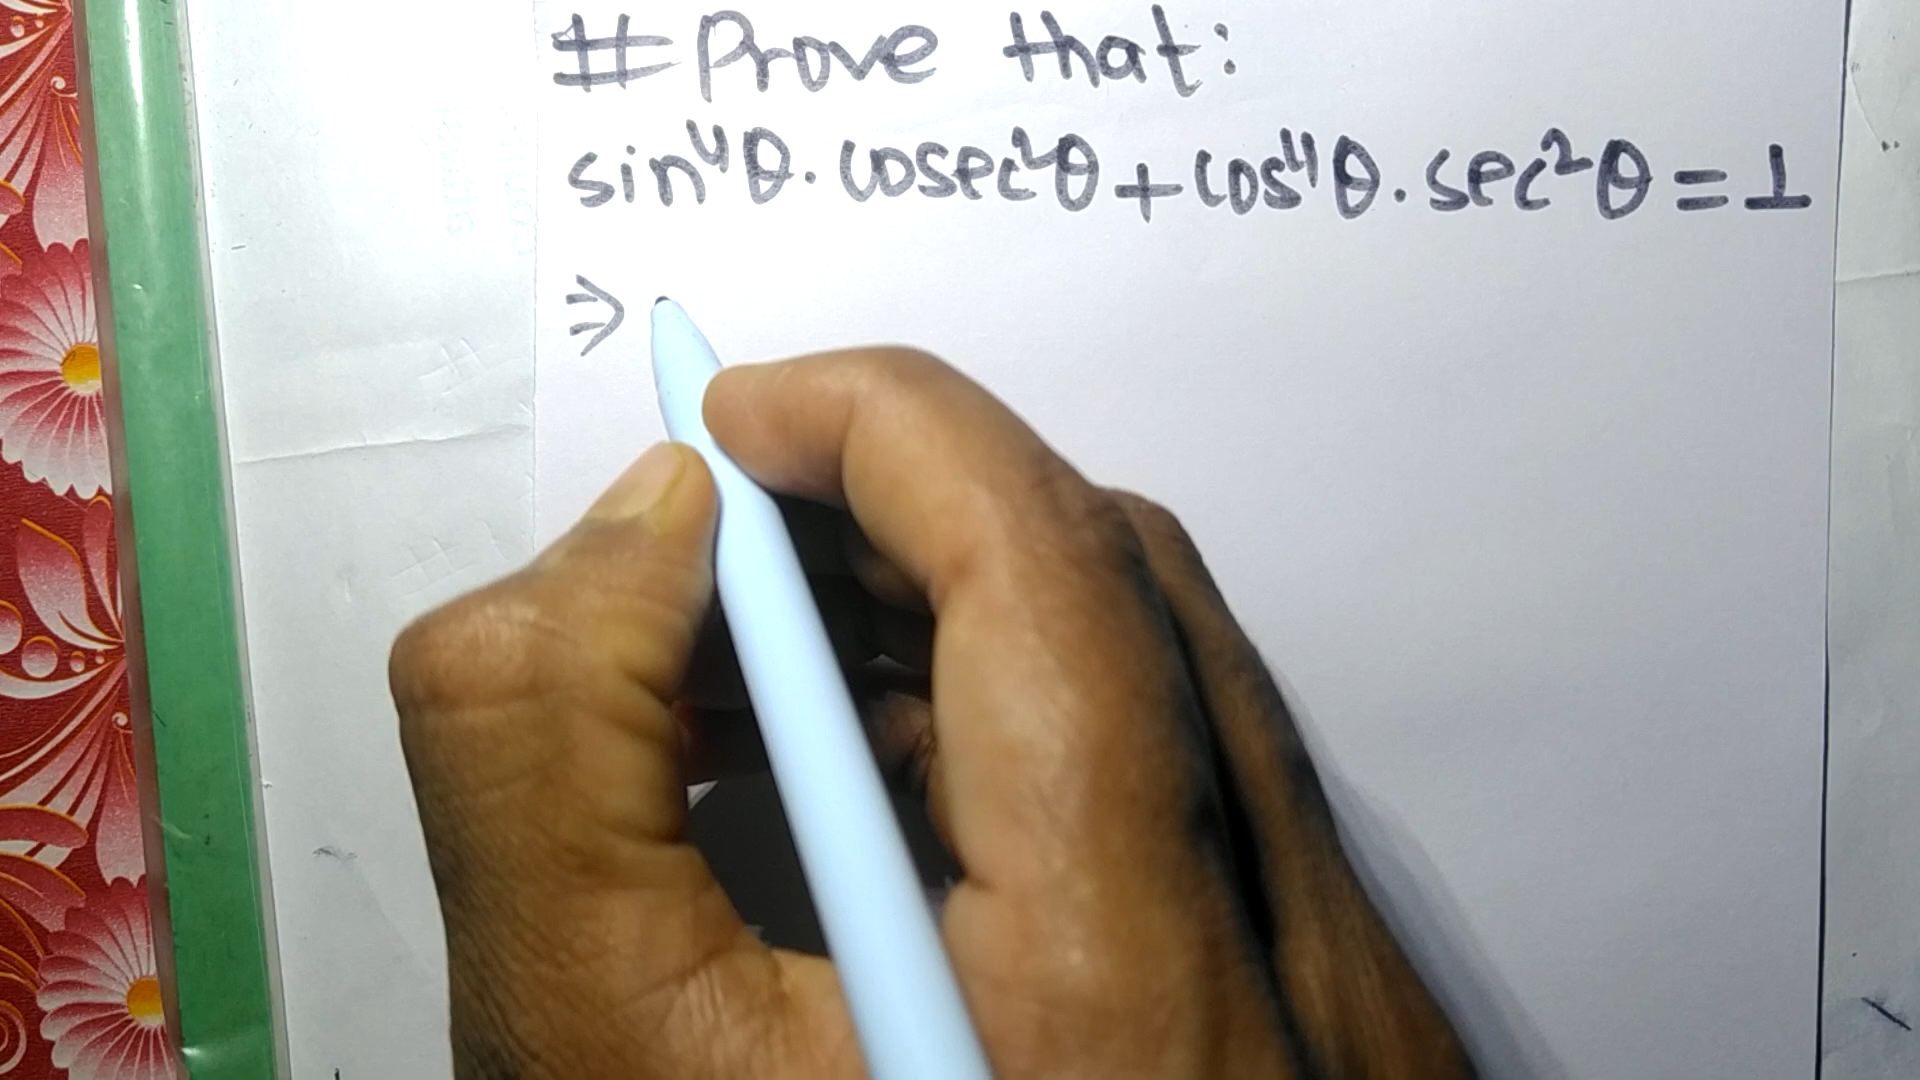 # Prove that:
sin⁴θ. cosec²θ + cos⁴θ. sec²θ = 1
⇒